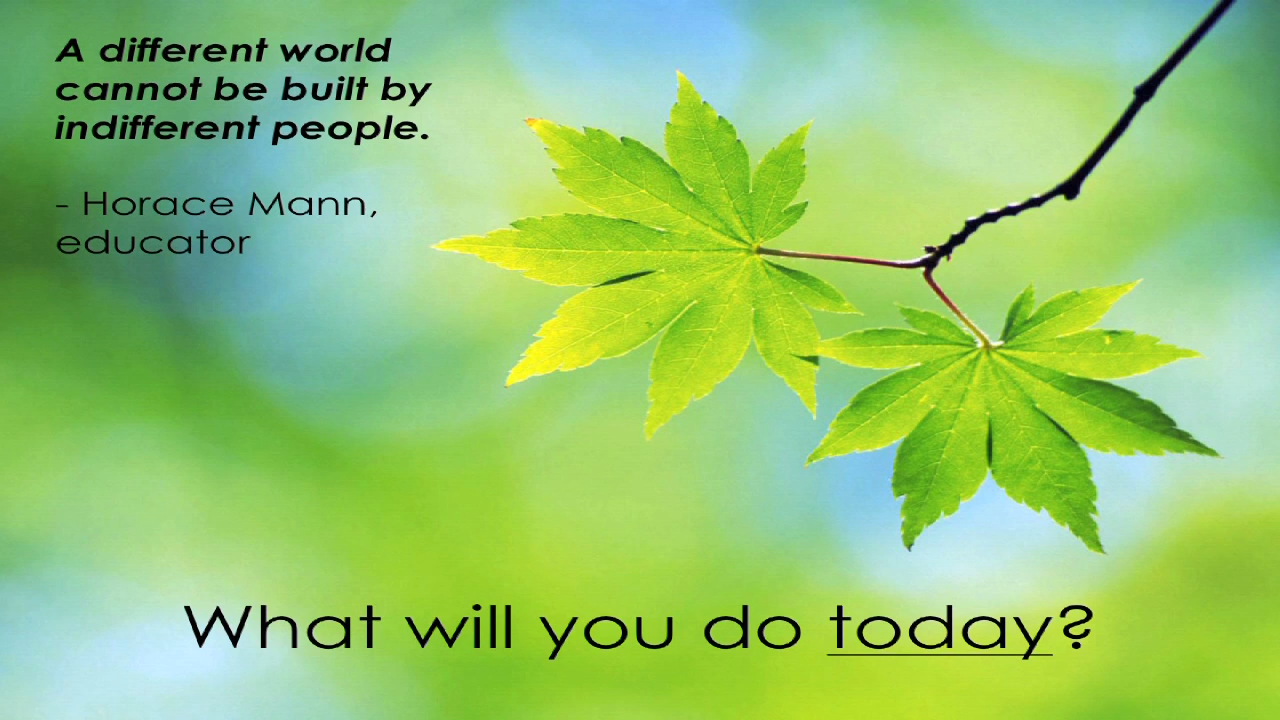 A different world
cannot be built by
indifferent people.
- Horace Mann,
educator
What will you do today?